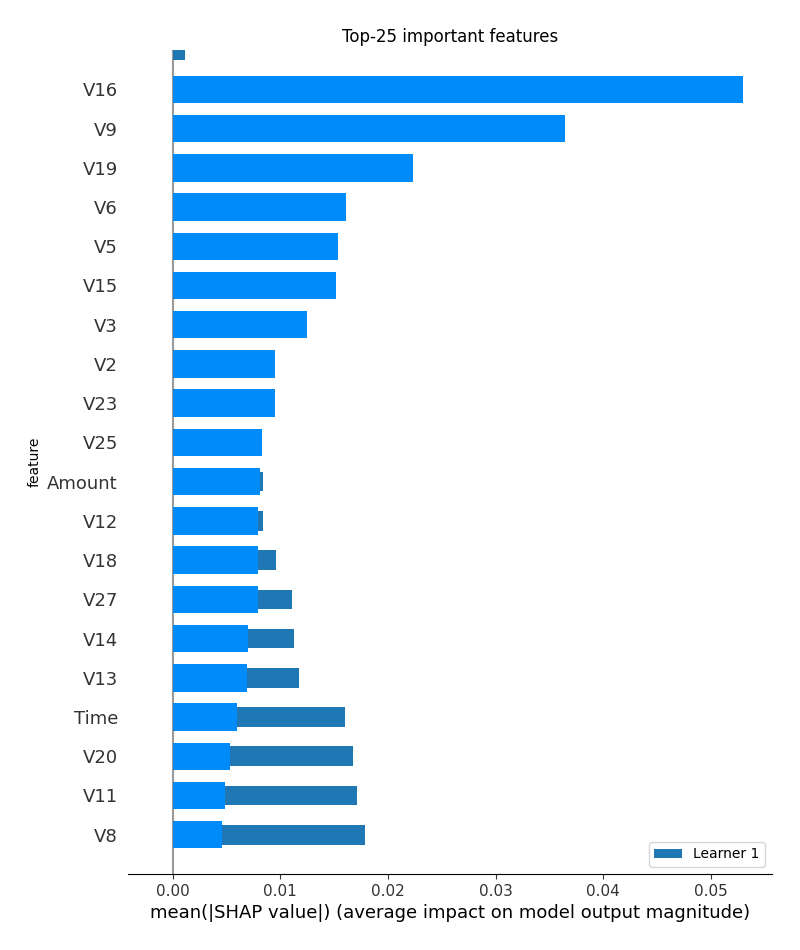 Top-25 important features
V16
V9
V19
V6
V5
V15
V3
V2
V23
V25
feature
Amount
V12
V18
V27
V14
V13
Time
V20
V11
V8
Learner 1
0.00 0.01 0.02 0.03 0.04 0.05
mean(|SHAP value|) (average impact on model output magnitude)